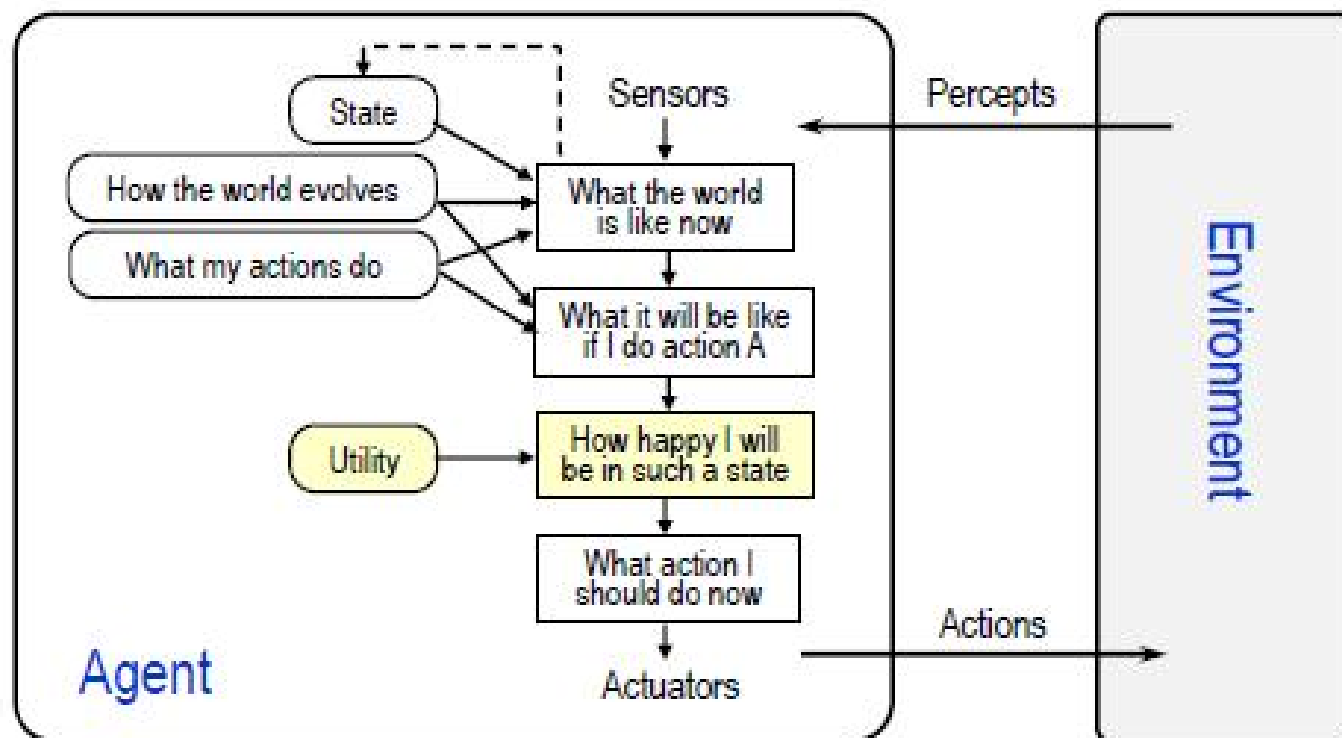 Sensors
Percepts
State
How the world evolves
What the world
is like now
What my actions do
What it will be like
if I do action A
Environment
Utility
How happy I will
be in such a state
What action I
should do now
Actions
Agent
Actuators